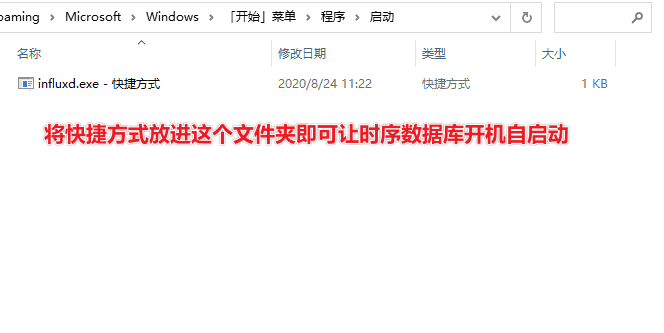 oaming › Microsoft › Windows › 「开始」菜单 › 程序 › 启动
名称 修改日期 类型 大小
influxd.exe - 快捷方式 2020/8/24 11:22 快捷方式 1 KB
将快捷方式放进这个文件夹即可让时序数据库开机自启动